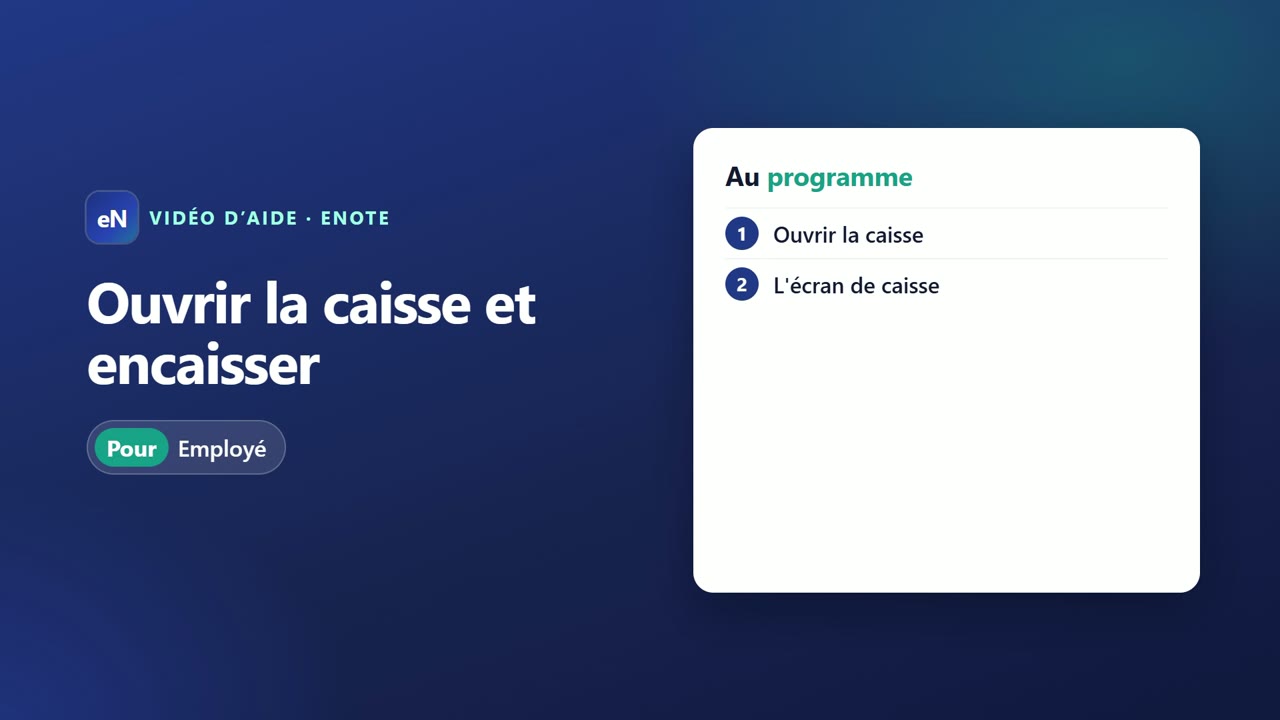 eN
VIDÉO D’AIDE · ENOTE
Ouvrir la caisse et
encaisser
Pour Employé
Au programme
1 Ouvrir la caisse
2 L'écran de caisse